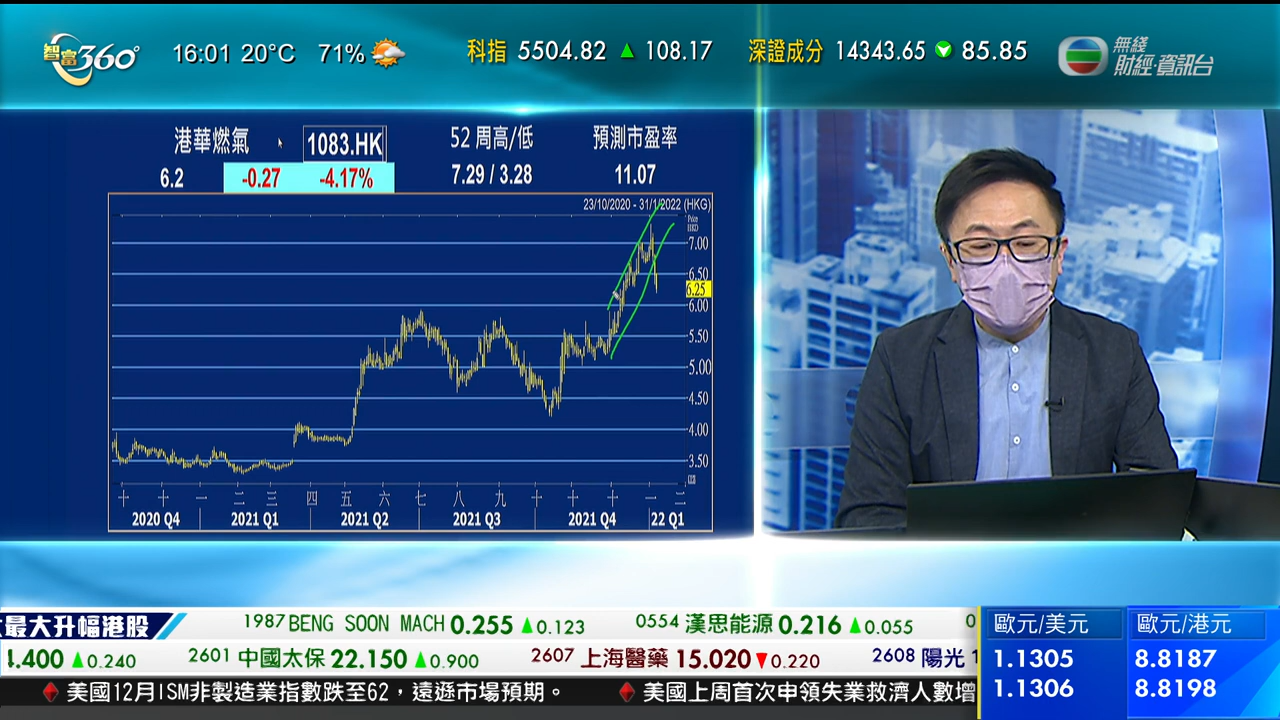 智富360°
16:01 20°C 71%
科指 5504.82 ▲ 108.17
深證成分 14343.65 ▼ 85.85
無綫
財經·資訊台
港華燃氣 1083.HK 52 周高/低 預測市盈率
6.2 -0.27 -4.17% 7.29 / 3.28 11.07
23/10/2020 - 31/1/2022 (HKG)
Price
HKD
7.00
6.50
6.25
6.00
5.50
5.00
4.50
4.00
3.50
十 十 一 二 三 四 五 六 七 八 九 十 十 十 一 二
2020 Q4 2021 Q1 2021 Q2 2021 Q3 2021 Q4 22 Q1
最大升幅港股 1987 BENG SOON MACH 0.255 ▲0.123 0554 漢思能源 0.216 ▲0.055
4.400 ▲0.240 2601 中國太保 22.150 ▲0.900 2607 上海醫藥 15.020 ▼0.220 2608 陽光
美國12月ISM非製造業指數跌至62，遠遜市場預期。 美國上周首次申領失業救濟人數增
歐元/美元 歐元/港元
1.1305 8.8187
1.1306 8.8198